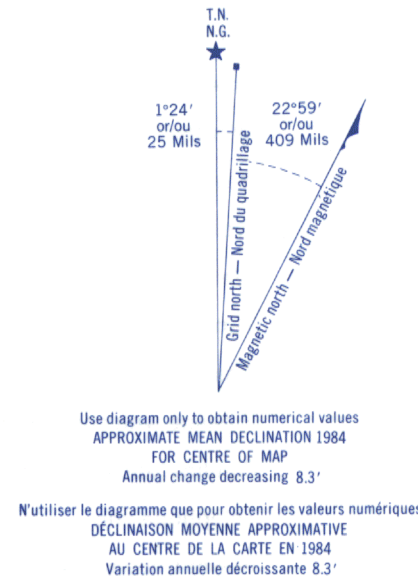 T.N.
N.G.
1°24′
or/ou
25 Mils
22°59′
or/ou
409 Mils
Grid north — Nord du quadrillage
Magnetic north — Nord magnétique
Use diagram only to obtain numerical values
APPROXIMATE MEAN DECLINATION 1984
FOR CENTRE OF MAP
Annual change decreasing 8.3′
N'utiliser le diagramme que pour obtenir les valeurs numériques
DÉCLINAISON MOYENNE APPROXIMATIVE
AU CENTRE DE LA CARTE EN 1984
Variation annuelle décroissante 8.3′